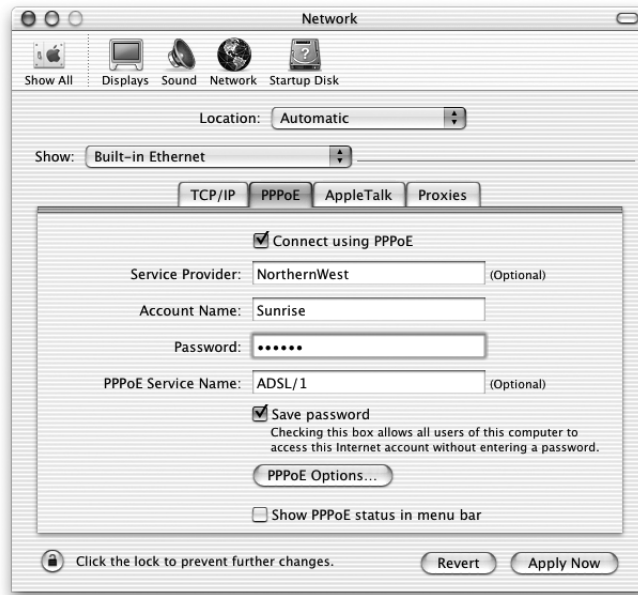 Network
Show All Displays Sound Network Startup Disk
Location: Automatic
Show: Built-in Ethernet
TCP/IP PPPoE AppleTalk Proxies
Connect using PPPoE
Service Provider: NorthernWest (Optional)
Account Name: Sunrise
Password: ••••••
PPPoE Service Name: ADSL/1 (Optional)
Save password
Checking this box allows all users of this computer to
access this Internet account without entering a password.
PPPoE Options...
Show PPPoE status in menu bar
Click the lock to prevent further changes. Revert Apply Now